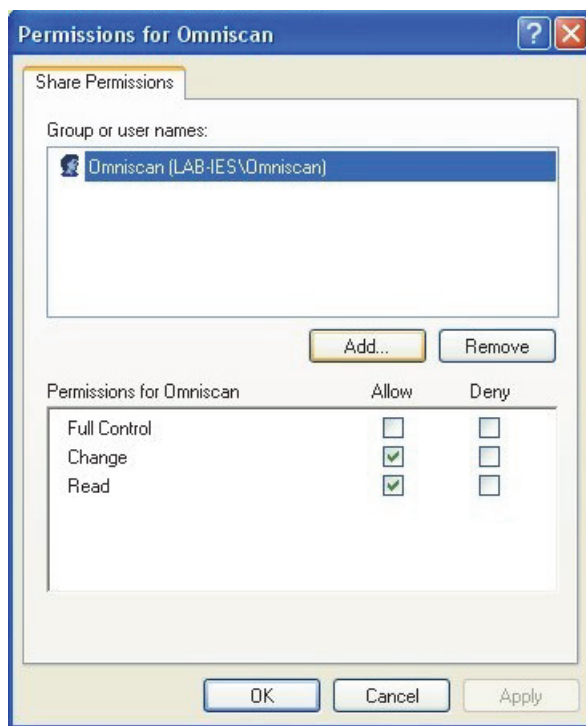 Permissions for Omniscan
Share Permissions
Group or user names:
Omniscan (LAB-IES\Omniscan)
Add...
Remove
Permissions for Omniscan Allow Deny
Full Control
Change
Read
OK
Cancel
Apply